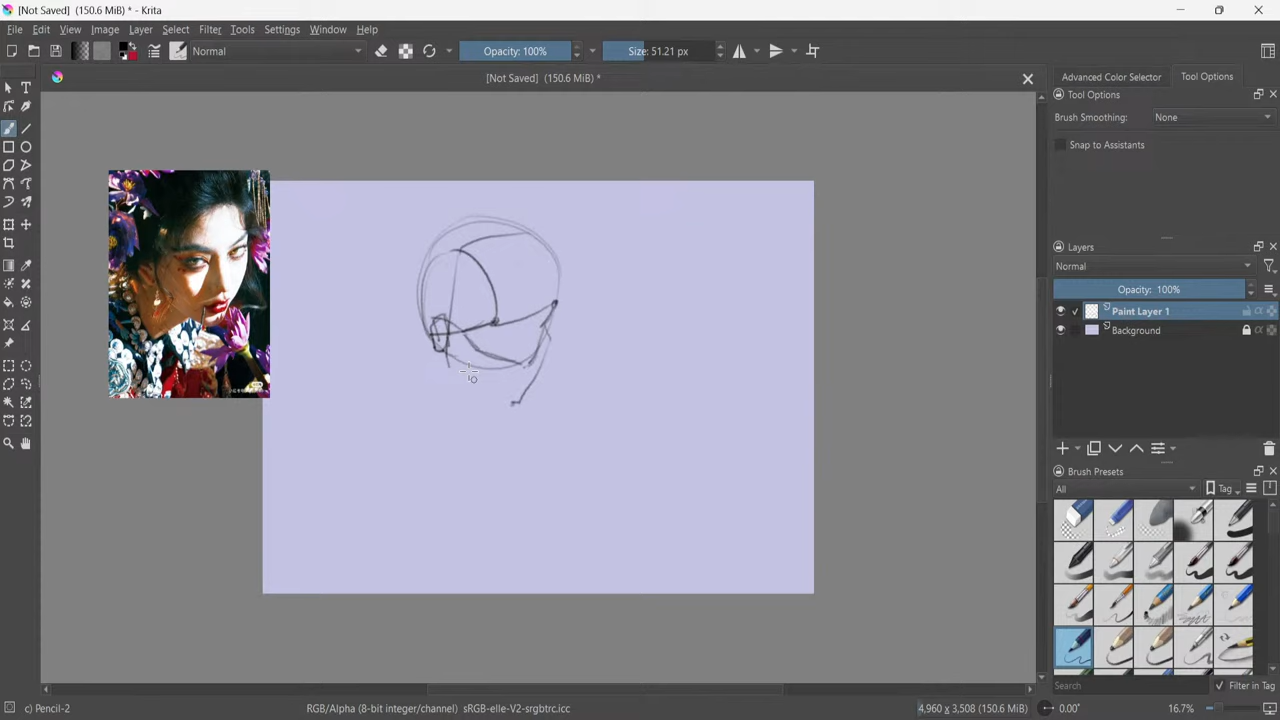 [Not Saved] (150.6 MiB) * - Krita
File Edit View Image Layer Select Filter Tools Settings Window Help
Normal Opacity: 100% Size: 51.21 px
[Not Saved] (150.6 MiB) *
Advanced Color Selector Tool Options
Tool Options
Brush Smoothing: None
Snap to Assistants
Layers
Normal
Opacity: 100%
Paint Layer 1
Background
Brush Presets
All Tag
Search Filter in Tag
c) Pencil-2 RGB/Alpha (8-bit integer/channel) sRGB-elle-V2-srgbtrc.icc 4,960 x 3,508 (150.6 MiB) 0.00° 16.7%